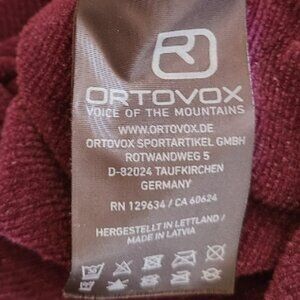 ORTOVOX
VOICE OF THE MOUNTAINS
WWW.ORTOVOX.DE
ORTOVOX SPORTARTIKEL GMBH
ROTWANDWEG 5
D-82024 TAUFKIRCHEN
GERMANY
RN 129634 / CA 60624
HERGESTELLT IN LETTLAND /
MADE IN LATVIA